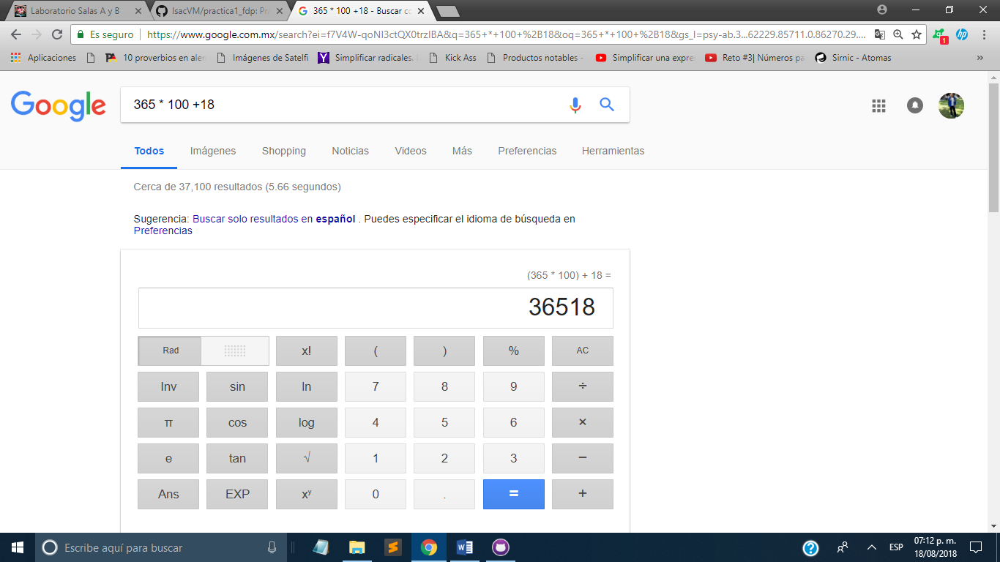 Laboratorio Salas A y B
IsacVM/practica1_fdp: Pr
365 * 100 +18 - Buscar c
Es seguro
https://www.google.com.mx/search?ei=f7V4W-qoNI3ctQX0trzIBA&q=365+*+100+%2B18&oq=365+*+100+%2B18&gs_l=psy-ab.3...62229.85711.0.86270.29....
1
Aplicaciones
10 proverbios en alem
Imágenes de Satelfi
Simplificar radicales.
Kick Ass
Productos notables -
Simplificar una expre
Reto #3| Números pa
Sirnic - Atomas
»
Google
365 * 100 +18
Todos
Imágenes
Shopping
Noticias
Videos
Más
Preferencias
Herramientas
Cerca de 37,100 resultados (5.66 segundos)
Sugerencia: Buscar solo resultados en español . Puedes especificar el idioma de búsqueda en
Preferencias
(365 * 100) + 18 =
36518
Rad x! ( ) % AC
Inv sin ln 7 8 9 ÷
π cos log 4 5 6 ×
e tan √ 1 2 3 −
Ans EXP xʸ 0 . = +
Escribe aquí para buscar
ESP
07:12 p. m.
18/08/2018